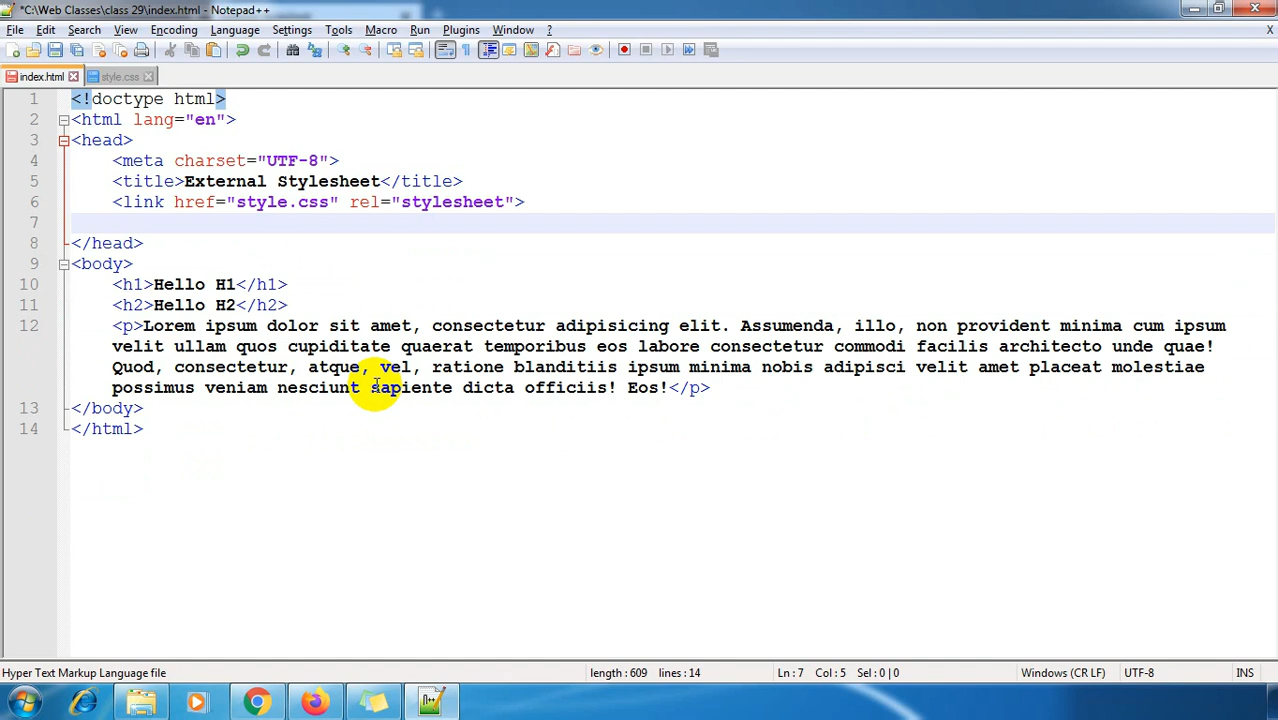 *C:\Web Classes\class 29\index.html - Notepad++
File Edit Search View Encoding Language Settings Tools Macro Run Plugins Window ? X
index.html style.css
1 <!doctype html>
2 <html lang="en">
3 <head>
4 <meta charset="UTF-8">
5 <title>External Stylesheet</title>
6 <link href="style.css" rel="stylesheet">
7
8 </head>
9 <body>
10 <h1>Hello H1</h1>
11 <h2>Hello H2</h2>
12 <p>Lorem ipsum dolor sit amet, consectetur adipisicing elit. Assumenda, illo, non provident minima cum ipsum
velit ullam quos cupiditate quaerat temporibus eos labore consectetur commodi facilis architecto unde quae!
Quod, consectetur, atque, vel, ratione blanditiis ipsum minima nobis adipisci velit amet placeat molestiae
possimus veniam nesciunt sapiente dicta officiis! Eos!</p>
13 </body>
14 </html>
Hyper Text Markup Language file length : 609 lines : 14 Ln : 7 Col : 5 Sel : 0 | 0 Windows (CR LF) UTF-8 INS